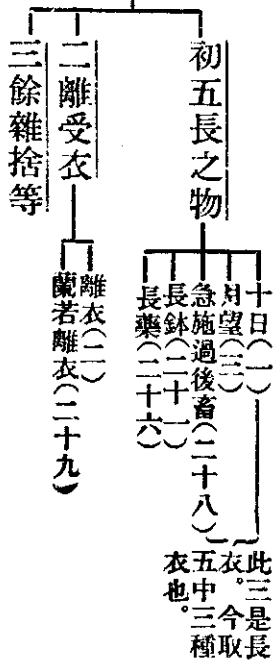 初五長之物
十日(一)
月望(三)
急施過後畜(二十八)
長鉢(二十一)
長藥(二十六)
此三是長
衣。今取
五中三種
衣也。
二離受衣
離衣(二)
蘭若離衣(二十九)
三餘雜捨等